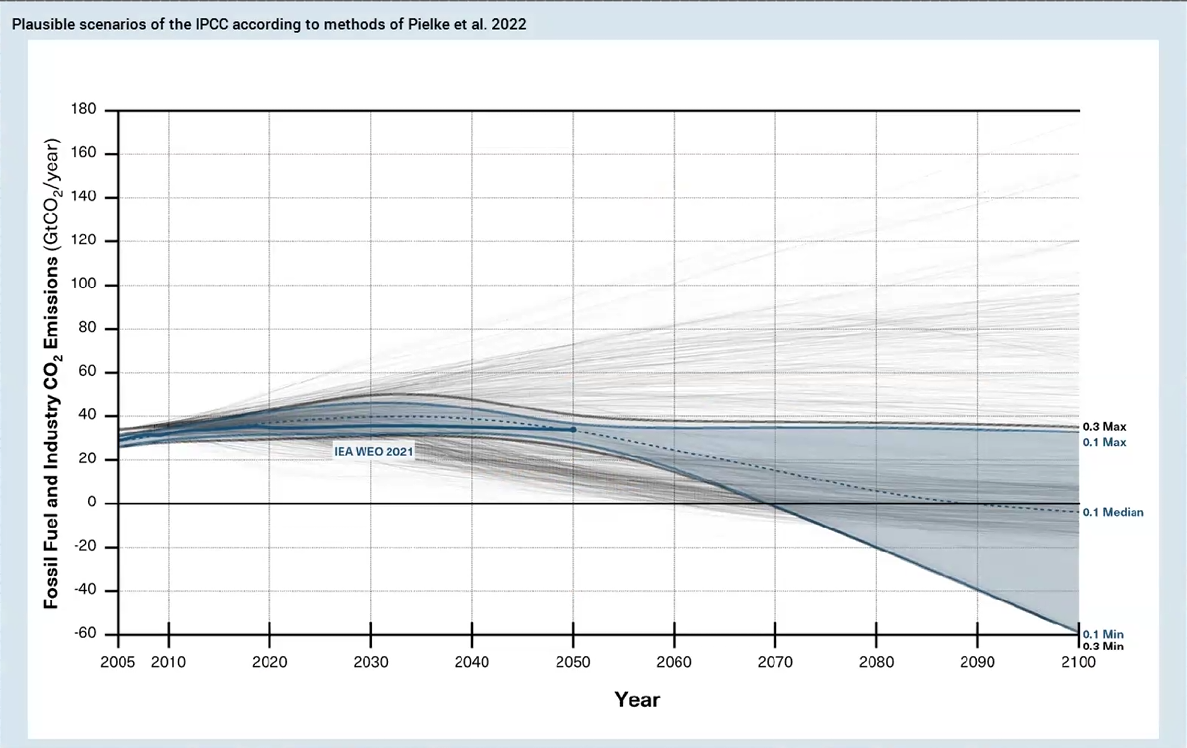 Plausible scenarios of the IPCC according to methods of Pielke et al. 2022
180
160
140
120
100
80
60
40
20
0
-20
-40
-60
Fossil Fuel and Industry CO₂ Emissions (GtCO₂/year)
IEA WEO 2021
0.3 Max
0.1 Max
0.1 Median
0.1 Min
0.3 Min
2005 2010 2020 2030 2040 2050 2060 2070 2080 2090 2100
Year